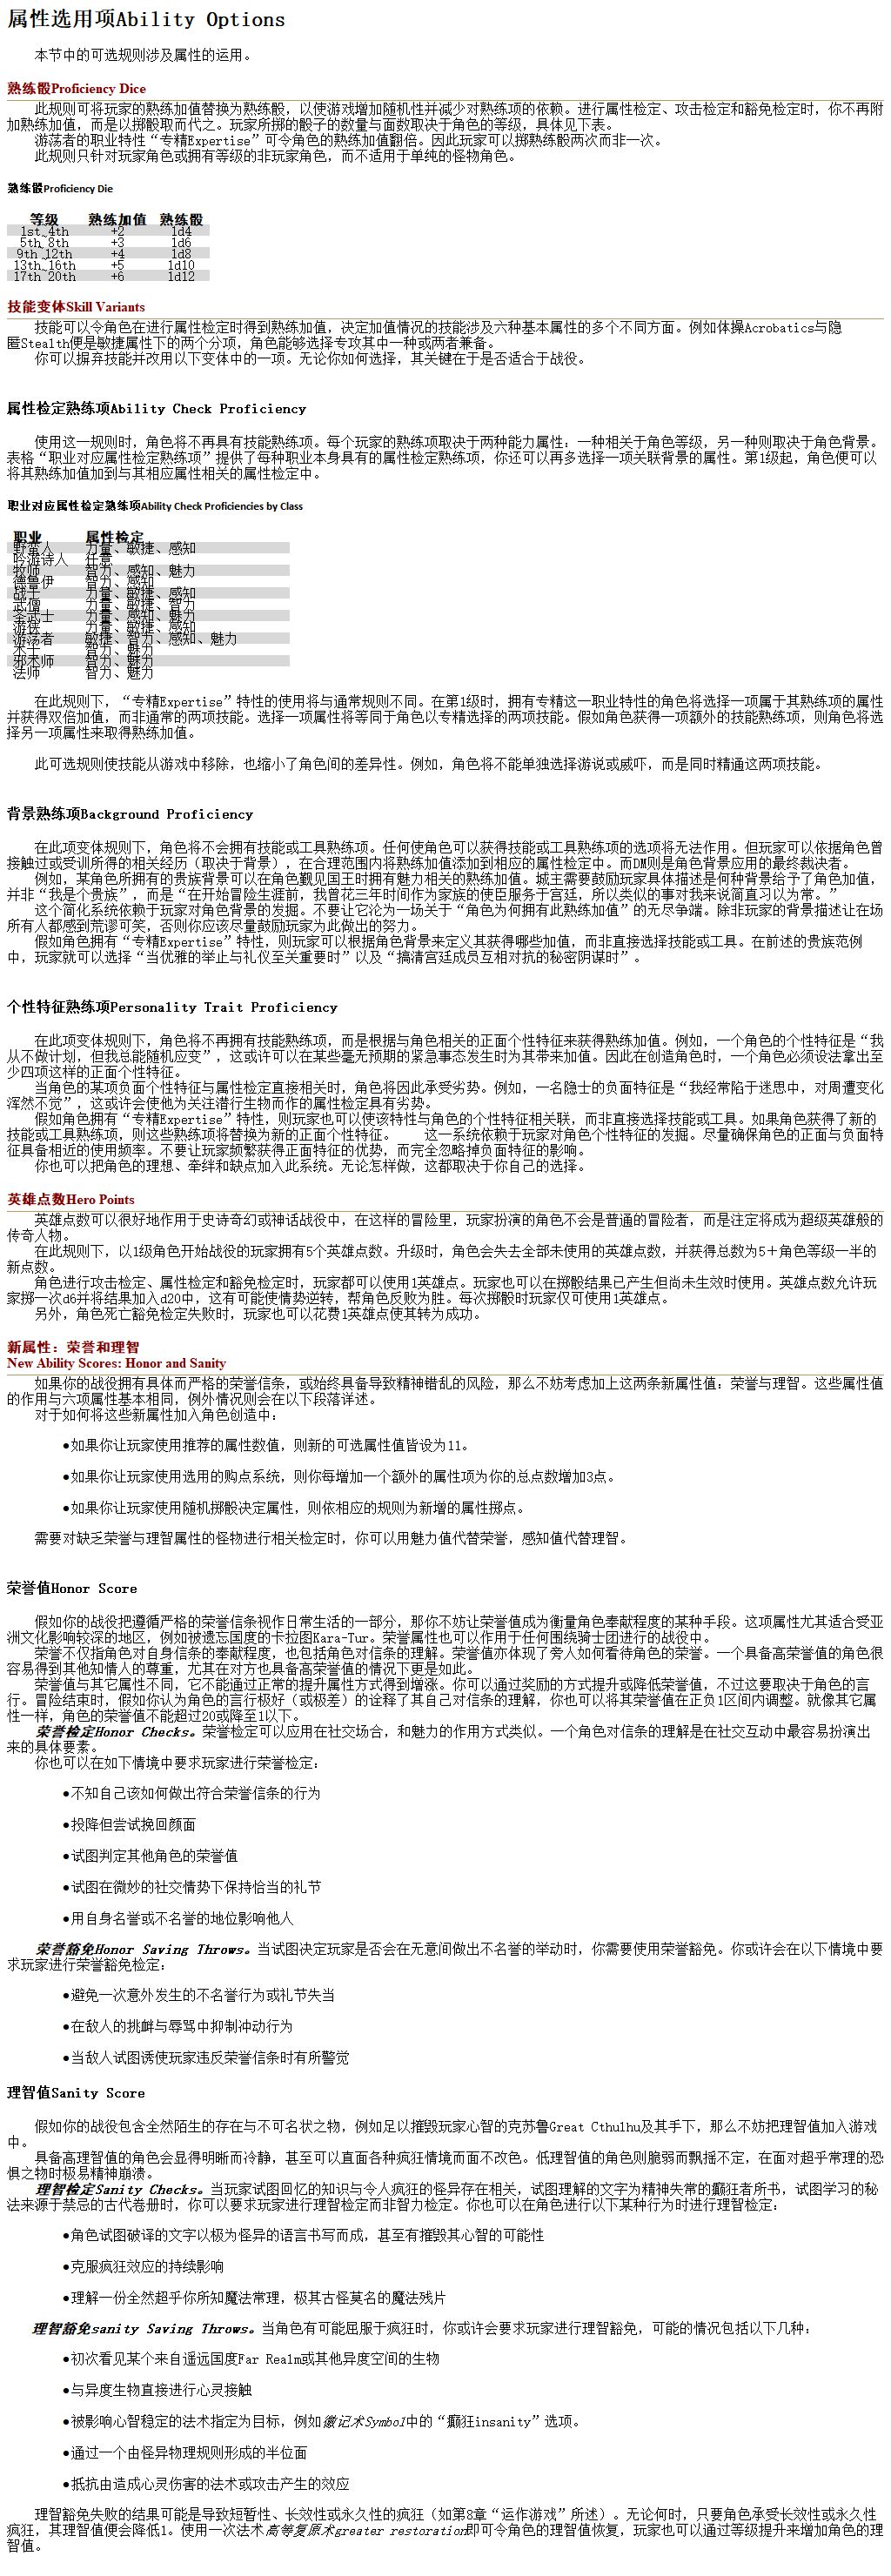 属性选用项Ability Options
本节中的可选规则涉及属性的运用。
熟练骰Proficiency Dice
此规则可将玩家的熟练加值替换为熟练骰，以使游戏增加随机性并减少对熟练项的依赖。进行属性检定、攻击检定和豁免检定时，你不再附
加熟练加值，而是以掷骰取而代之。玩家所掷的骰子的数量与面数取决于角色的等级，具体见下表。
游荡者的职业特性“专精Expertise”可令角色的熟练加值翻倍。因此玩家可以掷熟练骰两次而非一次。
此规则只针对玩家角色或拥有等级的非玩家角色，而不适用于单纯的怪物角色。
熟练骰Proficiency Die
等级 熟练加值 熟练骰
1st~4th +2 1d4
5th~8th +3 1d6
9th~12th +4 1d8
13th~16th +5 1d10
17th~20th +6 1d12
技能变体Skill Variants
技能可以令角色在进行属性检定时得到熟练加值，决定加值情况的技能涉及六种基本属性的多个不同方面。例如体操Acrobatics与隐
匿Stealth便是敏捷属性下的两个分项，角色能够选择专攻其中一种或两者兼备。
你可以摒弃技能并改用以下变体中的一项。无论你如何选择，其关键在于是否适合于战役。
属性检定熟练项Ability Check Proficiency
使用这一规则时，角色将不再具有技能熟练项。每个玩家的熟练项取决于两种能力属性：一种相关于角色等级，另一种则取决于角色背景。
表格“职业对应属性检定熟练项”提供了每种职业本身具有的属性检定熟练项，你还可以再多选择一项关联背景的属性。第1级起，角色便可以
将其熟练加值加到与其相应属性相关的属性检定中。
职业对应属性检定熟练项Ability Check Proficiencies by Class
职业 属性检定
野蛮人 力量、敏捷、感知
吟游诗人 任意
牧师 智力、感知、魅力
德鲁伊 智力、感知
战士 力量、敏捷、感知
武僧 力量、敏捷、智力
圣武士 力量、感知、魅力
游侠 力量、敏捷、感知
游荡者 敏捷、智力、感知、魅力
术士 智力、魅力
邪术师 智力、魅力
法师 智力、魅力
在此规则下，“专精Expertise”特性的使用将与通常规则不同。在第1级时，拥有专精这一职业特性的角色将选择一项属于其熟练项的属性
并获得双倍加值，而非通常的两项技能。选择一项属性将等同于角色以专精选择的两项技能。假如角色获得一项额外的技能熟练项，则角色将选
择另一项属性来取得熟练加值。
此可选规则使技能从游戏中移除，也缩小了角色间的差异性。例如，角色将不能单独选择游说或威吓，而是同时精通这两项技能。
背景熟练项Background Proficiency
在此项变体规则下，角色将不会拥有技能或工具熟练项。任何使角色可以获得技能或工具熟练项的选项将无法作用。但玩家可以依据角色曾
接触过或受训所得的相关经历（取决于背景），在合理范围内将熟练加值添加到相应的属性检定中。而DM则是角色背景应用的最终裁决者。
例如，某角色所拥有的贵族背景可以在角色觐见国王时拥有魅力相关的熟练加值。城主需要鼓励玩家具体描述是何种背景给予了角色加值，
并非“我是个贵族”，而是“在开始冒险生涯前，我曾花三年时间作为家族的使臣服务于宫廷，所以类似的事对我来说简直习以为常。”
这个简化系统依赖于玩家对角色背景的发掘。不要让它沦为一场关于“角色为何拥有此熟练加值”的无尽争端。除非玩家的背景描述让在场
所有人都感到荒谬可笑，否则你应该尽量鼓励玩家为此做出的努力。
假如角色拥有“专精Expertise”特性，则玩家可以根据角色背景来定义其获得哪些加值，而非直接选择技能或工具。在前述的贵族范例
中，玩家就可以选择“当优雅的举止与礼仪至关重要时”以及“搞清宫廷成员互相对抗的秘密阴谋时”。
个性特征熟练项Personality Trait Proficiency
在此项变体规则下，角色将不再拥有技能熟练项，而是根据与角色相关的正面个性特征来获得熟练加值。例如，一个角色的个性特征是“我
从不做计划，但我总能随机应变”，这或许可以在某些毫无预期的紧急事态发生时为其带来加值。因此在创造角色时，一个角色必须设法拿出至
少四项这样的正面个性特征。
当角色的某项负面个性特征与属性检定直接相关时，角色将因此承受劣势。例如，一名隐士的负面特征是“我经常陷于迷思中，对周遭变化
浑然不觉”，这或许会使他为关注潜行生物而作的属性检定具有劣势。
假如角色拥有“专精Expertise”特性，则玩家也可以使该特性与角色的个性特征相关联，而非直接选择技能或工具。如果角色获得了新的
技能或工具熟练项，则这些熟练项将替换为新的正面个性特征。 这一系统依赖于玩家对角色个性特征的发掘。尽量确保角色的正面与负面特
征具备相近的使用频率。不要让玩家频繁获得正面特征的优势，而完全忽略掉负面特征的影响。
你也可以把角色的理想、牵绊和缺点加入此系统。无论怎样做，这都取决于你自己的选择。
英雄点数Hero Points
英雄点数可以很好地作用于史诗奇幻或神话战役中，在这样的冒险里，玩家扮演的角色不会是普通的冒险者，而是注定将成为超级英雄般的
传奇人物。
在此规则下，以1级角色开始战役的玩家拥有5个英雄点数。升级时，角色会失去全部未使用的英雄点数，并获得总数为5＋角色等级一半的
新点数。
角色进行攻击检定、属性检定和豁免检定时，玩家都可以使用1英雄点。玩家也可以在掷骰结果已产生但尚未生效时使用。英雄点数允许玩
家掷一次d6并将结果加入d20中，这有可能使情势逆转，帮角色反败为胜。每次掷骰时玩家仅可使用1英雄点。
另外，角色死亡豁免检定失败时，玩家也可以花费1英雄点使其转为成功。
新属性：荣誉和理智
New Ability Scores: Honor and Sanity
如果你的战役拥有具体而严格的荣誉信条，或始终具备导致精神错乱的风险，那么不妨考虑加上这两条新属性值：荣誉与理智。这些属性值
的作用与六项属性基本相同，例外情况则会在以下段落详述。
对于如何将这些新属性加入角色创造中：
●如果你让玩家使用推荐的属性数值，则新的可选属性值皆设为11。
●如果你让玩家使用选用的购点系统，则你每增加一个额外的属性项为你的总点数增加3点。
●如果你让玩家使用随机掷骰决定属性，则依相应的规则为新增的属性掷点。
需要对缺乏荣誉与理智属性的怪物进行相关检定时，你可以用魅力值代替荣誉，感知值代替理智。
荣誉值Honor Score
假如你的战役把遵循严格的荣誉信条视作日常生活的一部分，那你不妨让荣誉值成为衡量角色奉献程度的某种手段。这项属性尤其适合受亚
洲文化影响较深的地区，例如被遗忘国度的卡拉图Kara-Tur。荣誉属性也可以作用于任何围绕骑士团进行的战役中。
荣誉不仅指角色对自身信条的奉献程度，也包括角色对信条的理解。荣誉值亦体现了旁人如何看待角色的荣誉。一个具备高荣誉值的角色很
容易得到其他知情人的尊重，尤其在对方也具备高荣誉值的情况下更是如此。
荣誉值与其它属性不同，它不能通过正常的提升属性方式得到增涨。你可以通过奖励的方式提升或降低荣誉值，不过这要取决于角色的言
行。冒险结束时，假如你认为角色的言行极好（或极差）的诠释了其自己对信条的理解，你也可以将其荣誉值在正负1区间内调整。就像其它属
性一样，角色的荣誉值不能超过20或降至1以下。
荣誉检定Honor Checks。荣誉检定可以应用在社交场合，和魅力的作用方式类似。一个角色对信条的理解是在社交互动中最容易扮演出
来的具体要素。
你也可以在如下情境中要求玩家进行荣誉检定：
●不知自己该如何做出符合荣誉信条的行为
●投降但尝试挽回颜面
●试图判定其他角色的荣誉值
●试图在微妙的社交情势下保持恰当的礼节
●用自身名誉或不名誉的地位影响他人
荣誉豁免Honor Saving Throws。当试图决定玩家是否会在无意间做出不名誉的举动时，你需要使用荣誉豁免。你或许会在以下情境中要
求玩家进行荣誉豁免检定：
●避免一次意外发生的不名誉行为或礼节失当
●在敌人的挑衅与辱骂中抑制冲动行为
●当敌人试图诱使玩家违反荣誉信条时有所警觉
理智值Sanity Score
假如你的战役包含全然陌生的存在与不可名状之物，例如足以摧毁玩家心智的克苏鲁Great Cthulhu及其手下，那么不妨把理智值加入游戏
中。
具备高理智值的角色会显得明晰而冷静，甚至可以直面各种疯狂情境而面不改色。低理智值的角色则脆弱而飘摇不定，在面对超乎常理的恐
惧之物时极易精神崩溃。
理智检定Sanity Checks。当玩家试图回忆的知识与令人疯狂的怪异存在相关，试图理解的文字为精神失常的癫狂者所书，试图学习的秘
法来源于禁忌的古代卷册时，你可以要求玩家进行理智检定而非智力检定。你也可以在角色进行以下某种行为时进行理智检定：
●角色试图破译的文字以极为怪异的语言书写而成，甚至有摧毁其心智的可能性
●克服疯狂效应的持续影响
●理解一份全然超乎你所知魔法常理，极其古怪莫名的魔法残片
理智豁免sanity Saving Throws。当角色有可能屈服于疯狂时，你或许会要求玩家进行理智豁免，可能的情况包括以下几种：
●初次看见某个来自遥远国度Far Realm或其他异度空间的生物
●与异度生物直接进行心灵接触
●被影响心智稳定的法术指定为目标，例如徽记术Symbol中的“癫狂insanity”选项。
●通过一个由怪异物理规则形成的半位面
●抵抗由造成心灵伤害的法术或攻击产生的效应
理智豁免失败的结果可能是导致短暂性、长效性或永久性的疯狂（如第8章“运作游戏”所述）。无论何时，只要角色承受长效性或永久性
疯狂，其理智值便会降低1。使用一次法术高等复原术greater restoration即可令角色的理智值恢复，玩家也可以通过等级提升来增加角色的理
智值。